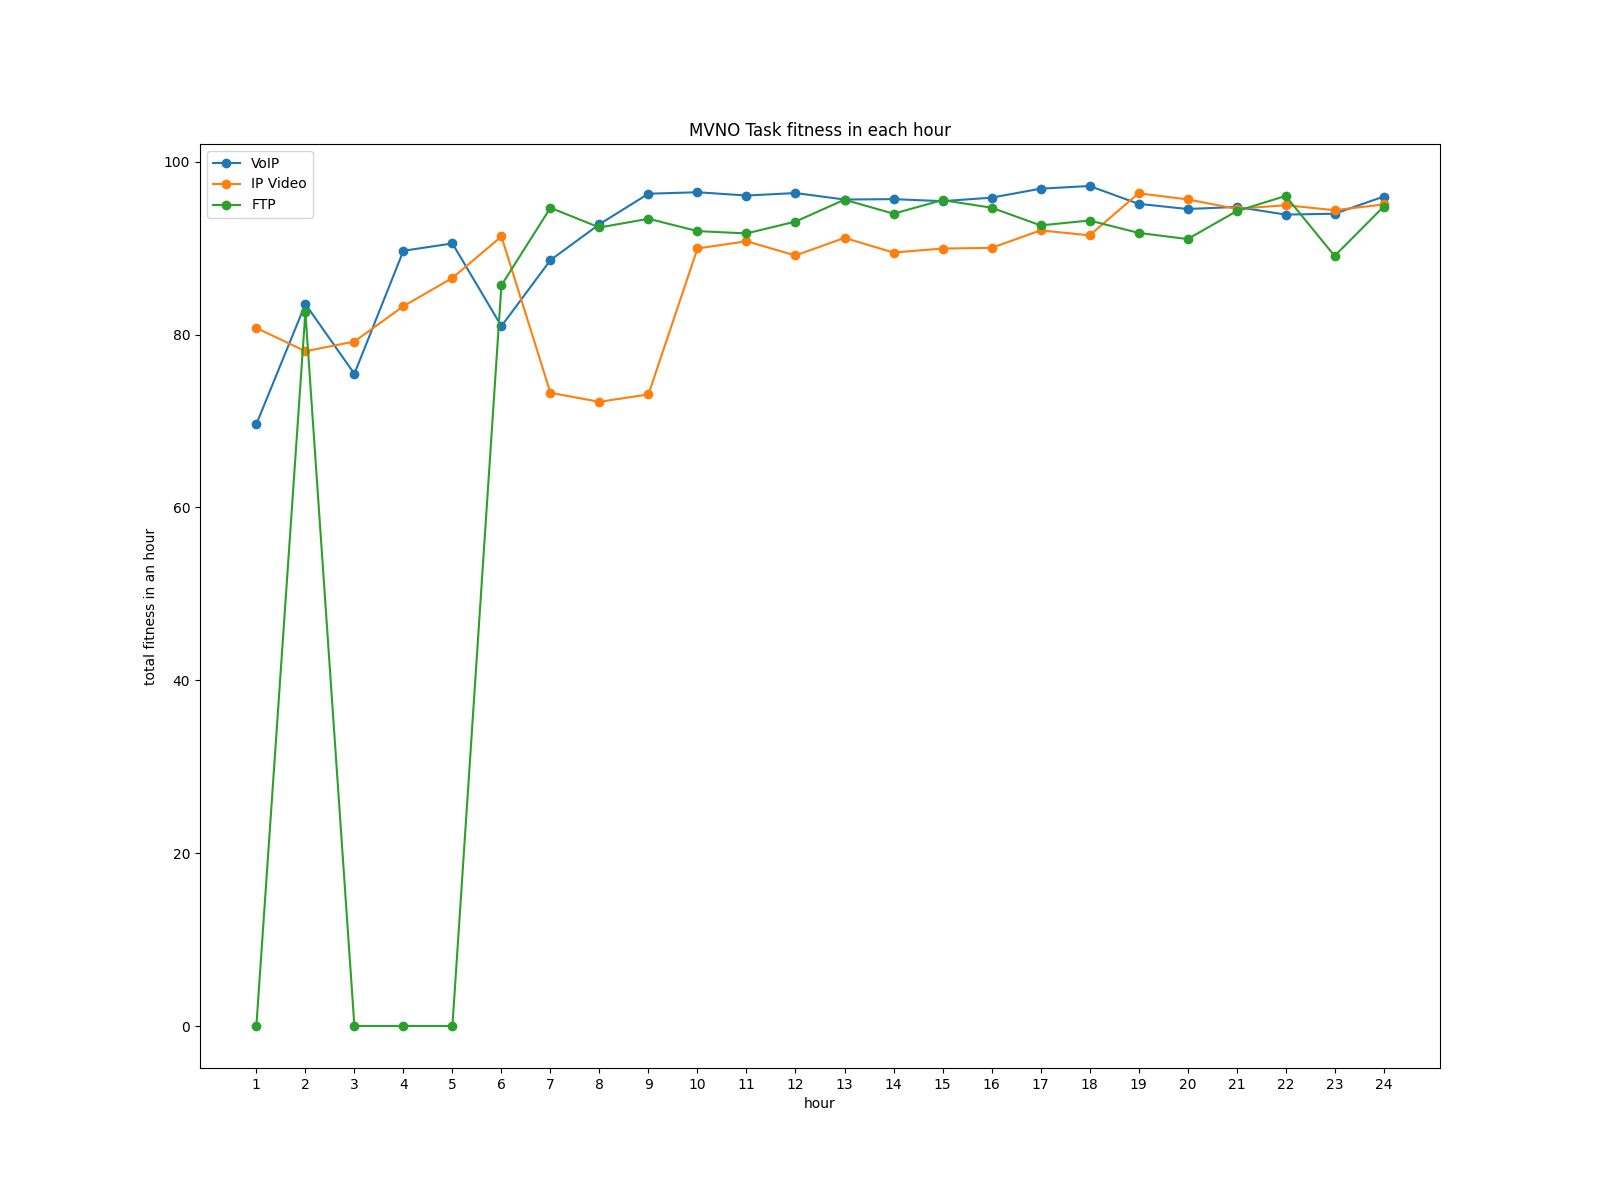 MVNO Task fitness in each hour
VoIP
IP Video
FTP
100
80
60
40
20
0
total fitness in an hour
1 2 3 4 5 6 7 8 9 10 11 12 13 14 15 16 17 18 19 20 21 22 23 24
hour